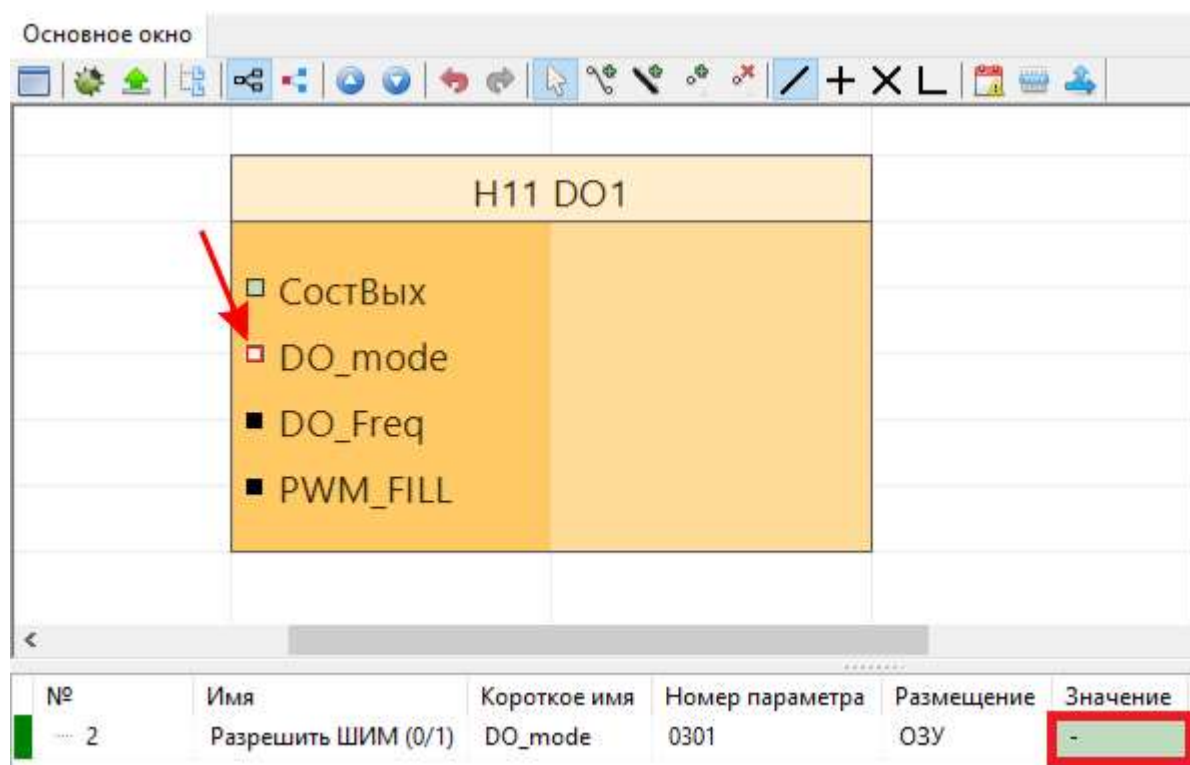 Основное окно
H11 DO1
СостВых
DO_mode
DO_Freq
PWM_FILL
№ Имя Короткое имя Номер параметра Размещение Значение
2 Разрешить ШИМ (0/1) DO_mode 0301 ОЗУ -